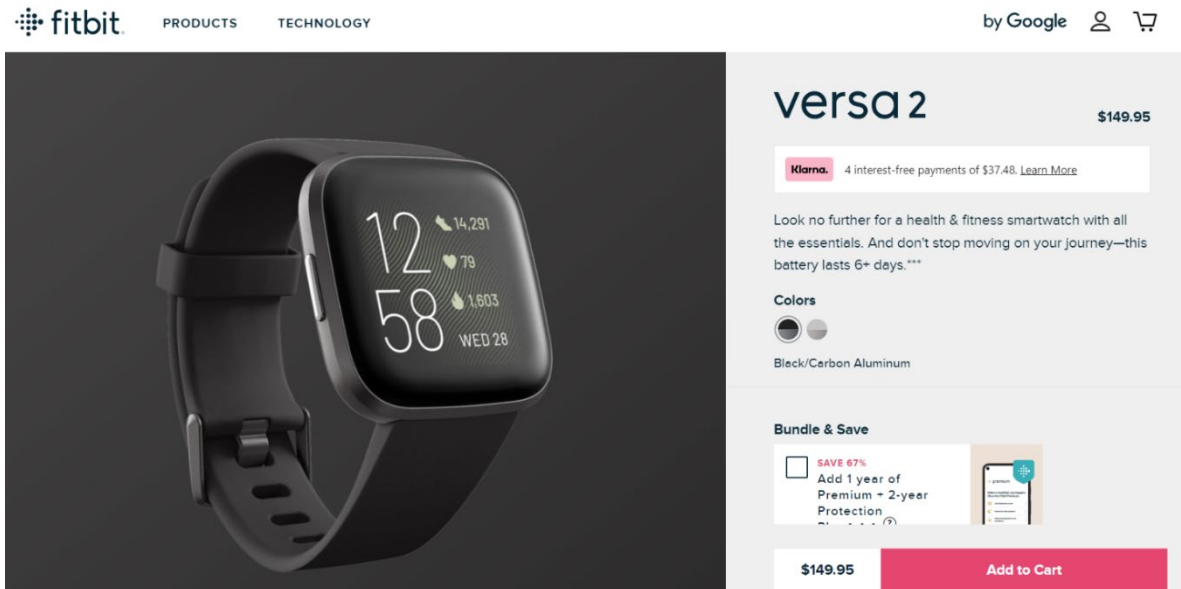 fitbit.
PRODUCTS
TECHNOLOGY
by Google
12
58
14,291
79
1,603
WED 28
versa 2
$149.95
Klarna.
4 interest-free payments of $37.48. Learn More
Look no further for a health & fitness smartwatch with all
the essentials. And don't stop moving on your journey—this
battery lasts 6+ days.***
Colors
Black/Carbon Aluminum
Bundle & Save
SAVE 67%
Add 1 year of
Premium + 2-year
Protection
premium
$149.95
Add to Cart